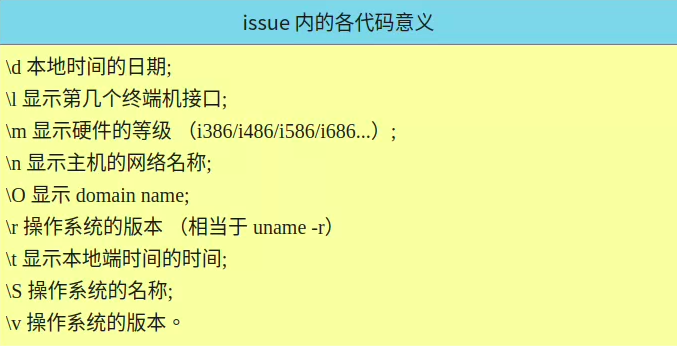 issue 内的各代码意义
\d 本地时间的日期;
\l 显示第几个终端机接口;
\m 显示硬件的等级 （i386/i486/i586/i686...）;
\n 显示主机的网络名称;
\O 显示 domain name;
\r 操作系统的版本 （相当于 uname -r）
\t 显示本地端时间的时间;
\S 操作系统的名称;
\v 操作系统的版本。